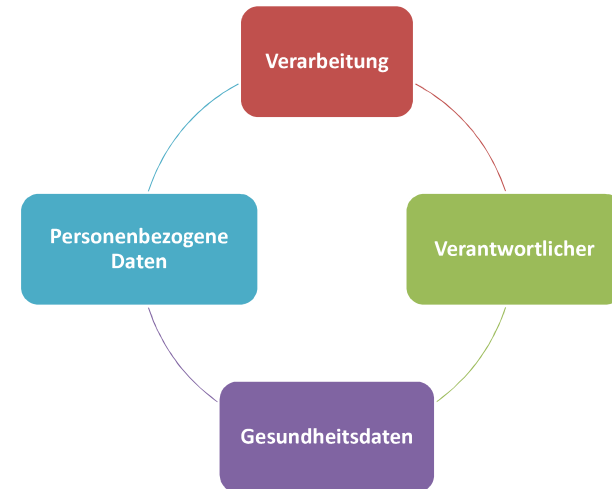 Verarbeitung
Personenbezogene
Daten
Verantwortlicher
Gesundheitsdaten